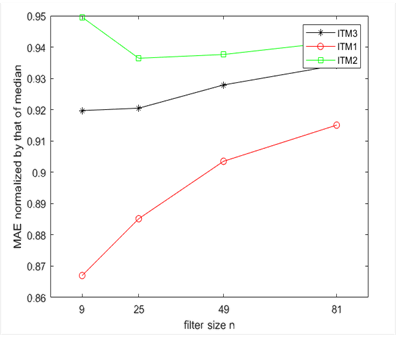 0.95
0.94
0.93
0.92
0.91
0.9
0.89
0.88
0.87
0.86
MAE normalized by that of median
9 25 49 81
filter size n
ITM3
ITM1
ITM2